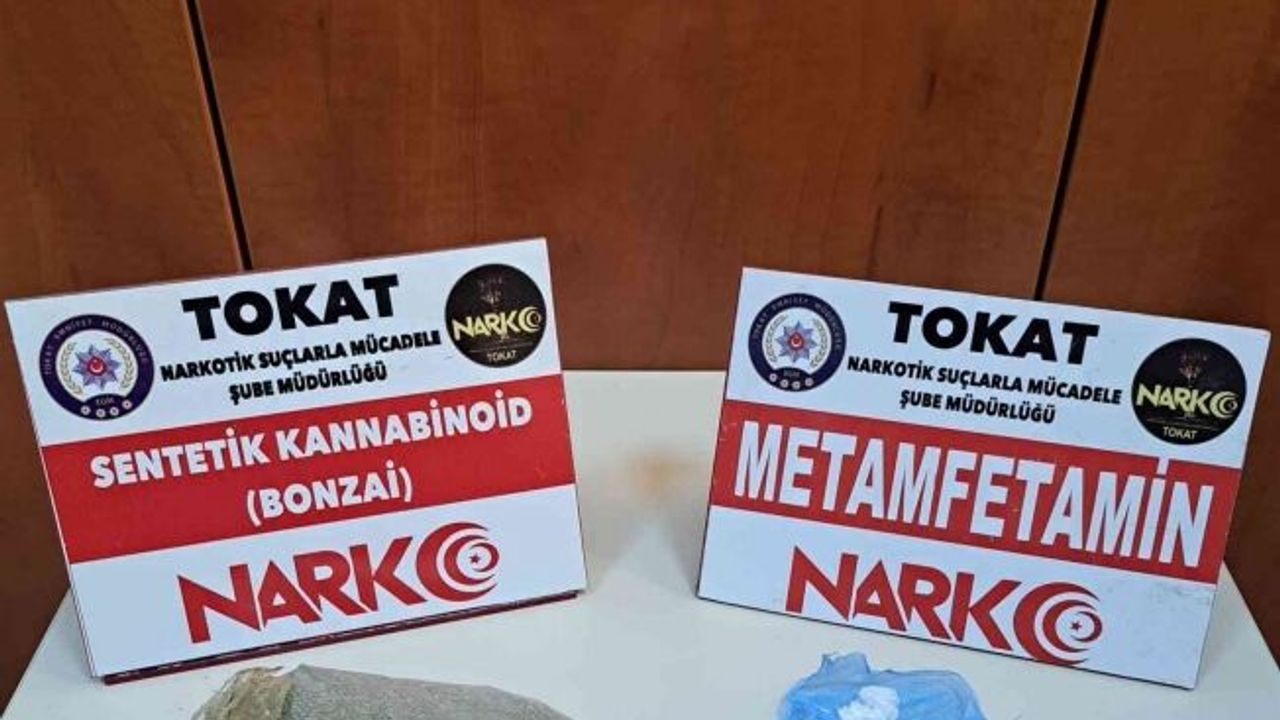 TOKAT
NARKOTİK SUÇLARLA MÜCADELE
ŞUBE MÜDÜRLÜĞÜ
NARKO
TOKAT
SENTETİK KANNABİNOİD
(BONZAİ)
NARKO
TOKAT
NARKOTİK SUÇLARLA MÜCADELE
ŞUBE MÜDÜRLÜĞÜ
NARKO
TOKAT
METAMFETAMİN
NARKO